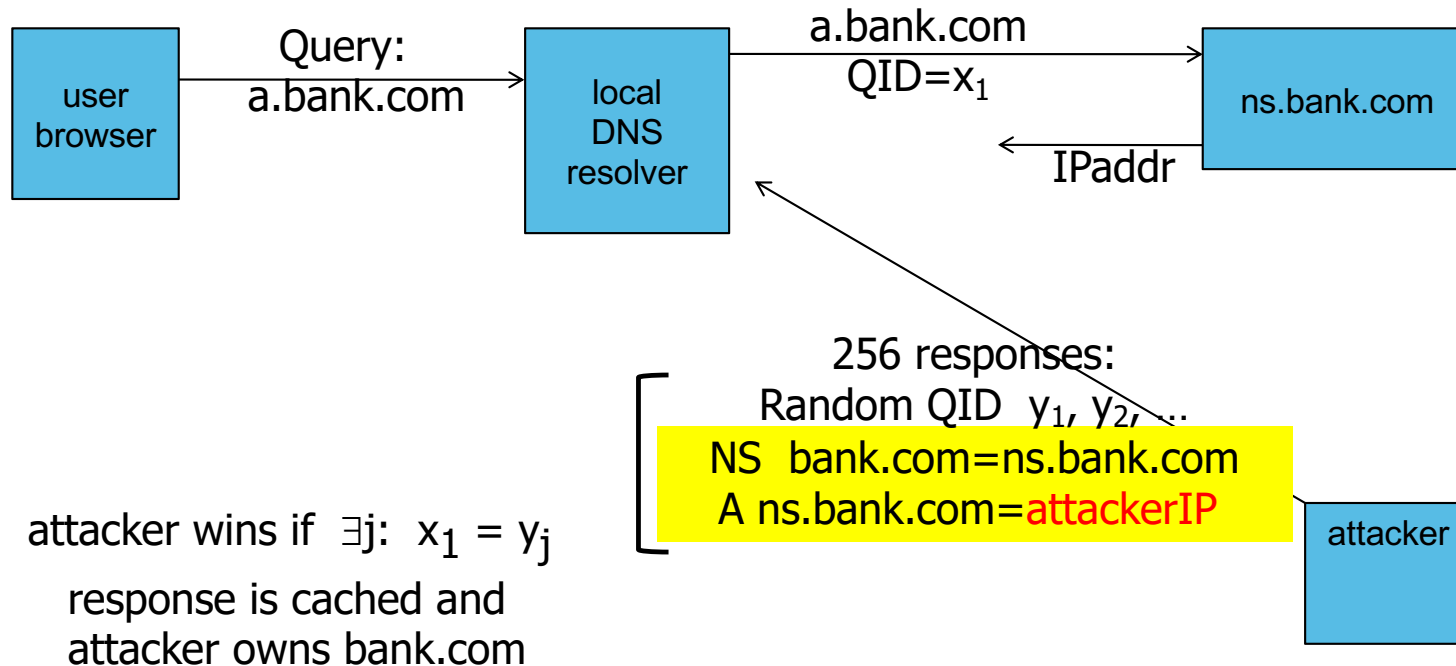 user
browser
Query:
a.bank.com
local
DNS
resolver
a.bank.com
QID=x₁
ns.bank.com
IPaddr
256 responses:
Random QID y₁, y₂, …
NS bank.com=ns.bank.com
A ns.bank.com=attackerIP
attacker
attacker wins if ∃j: x₁ = yⱼ
response is cached and
attacker owns bank.com